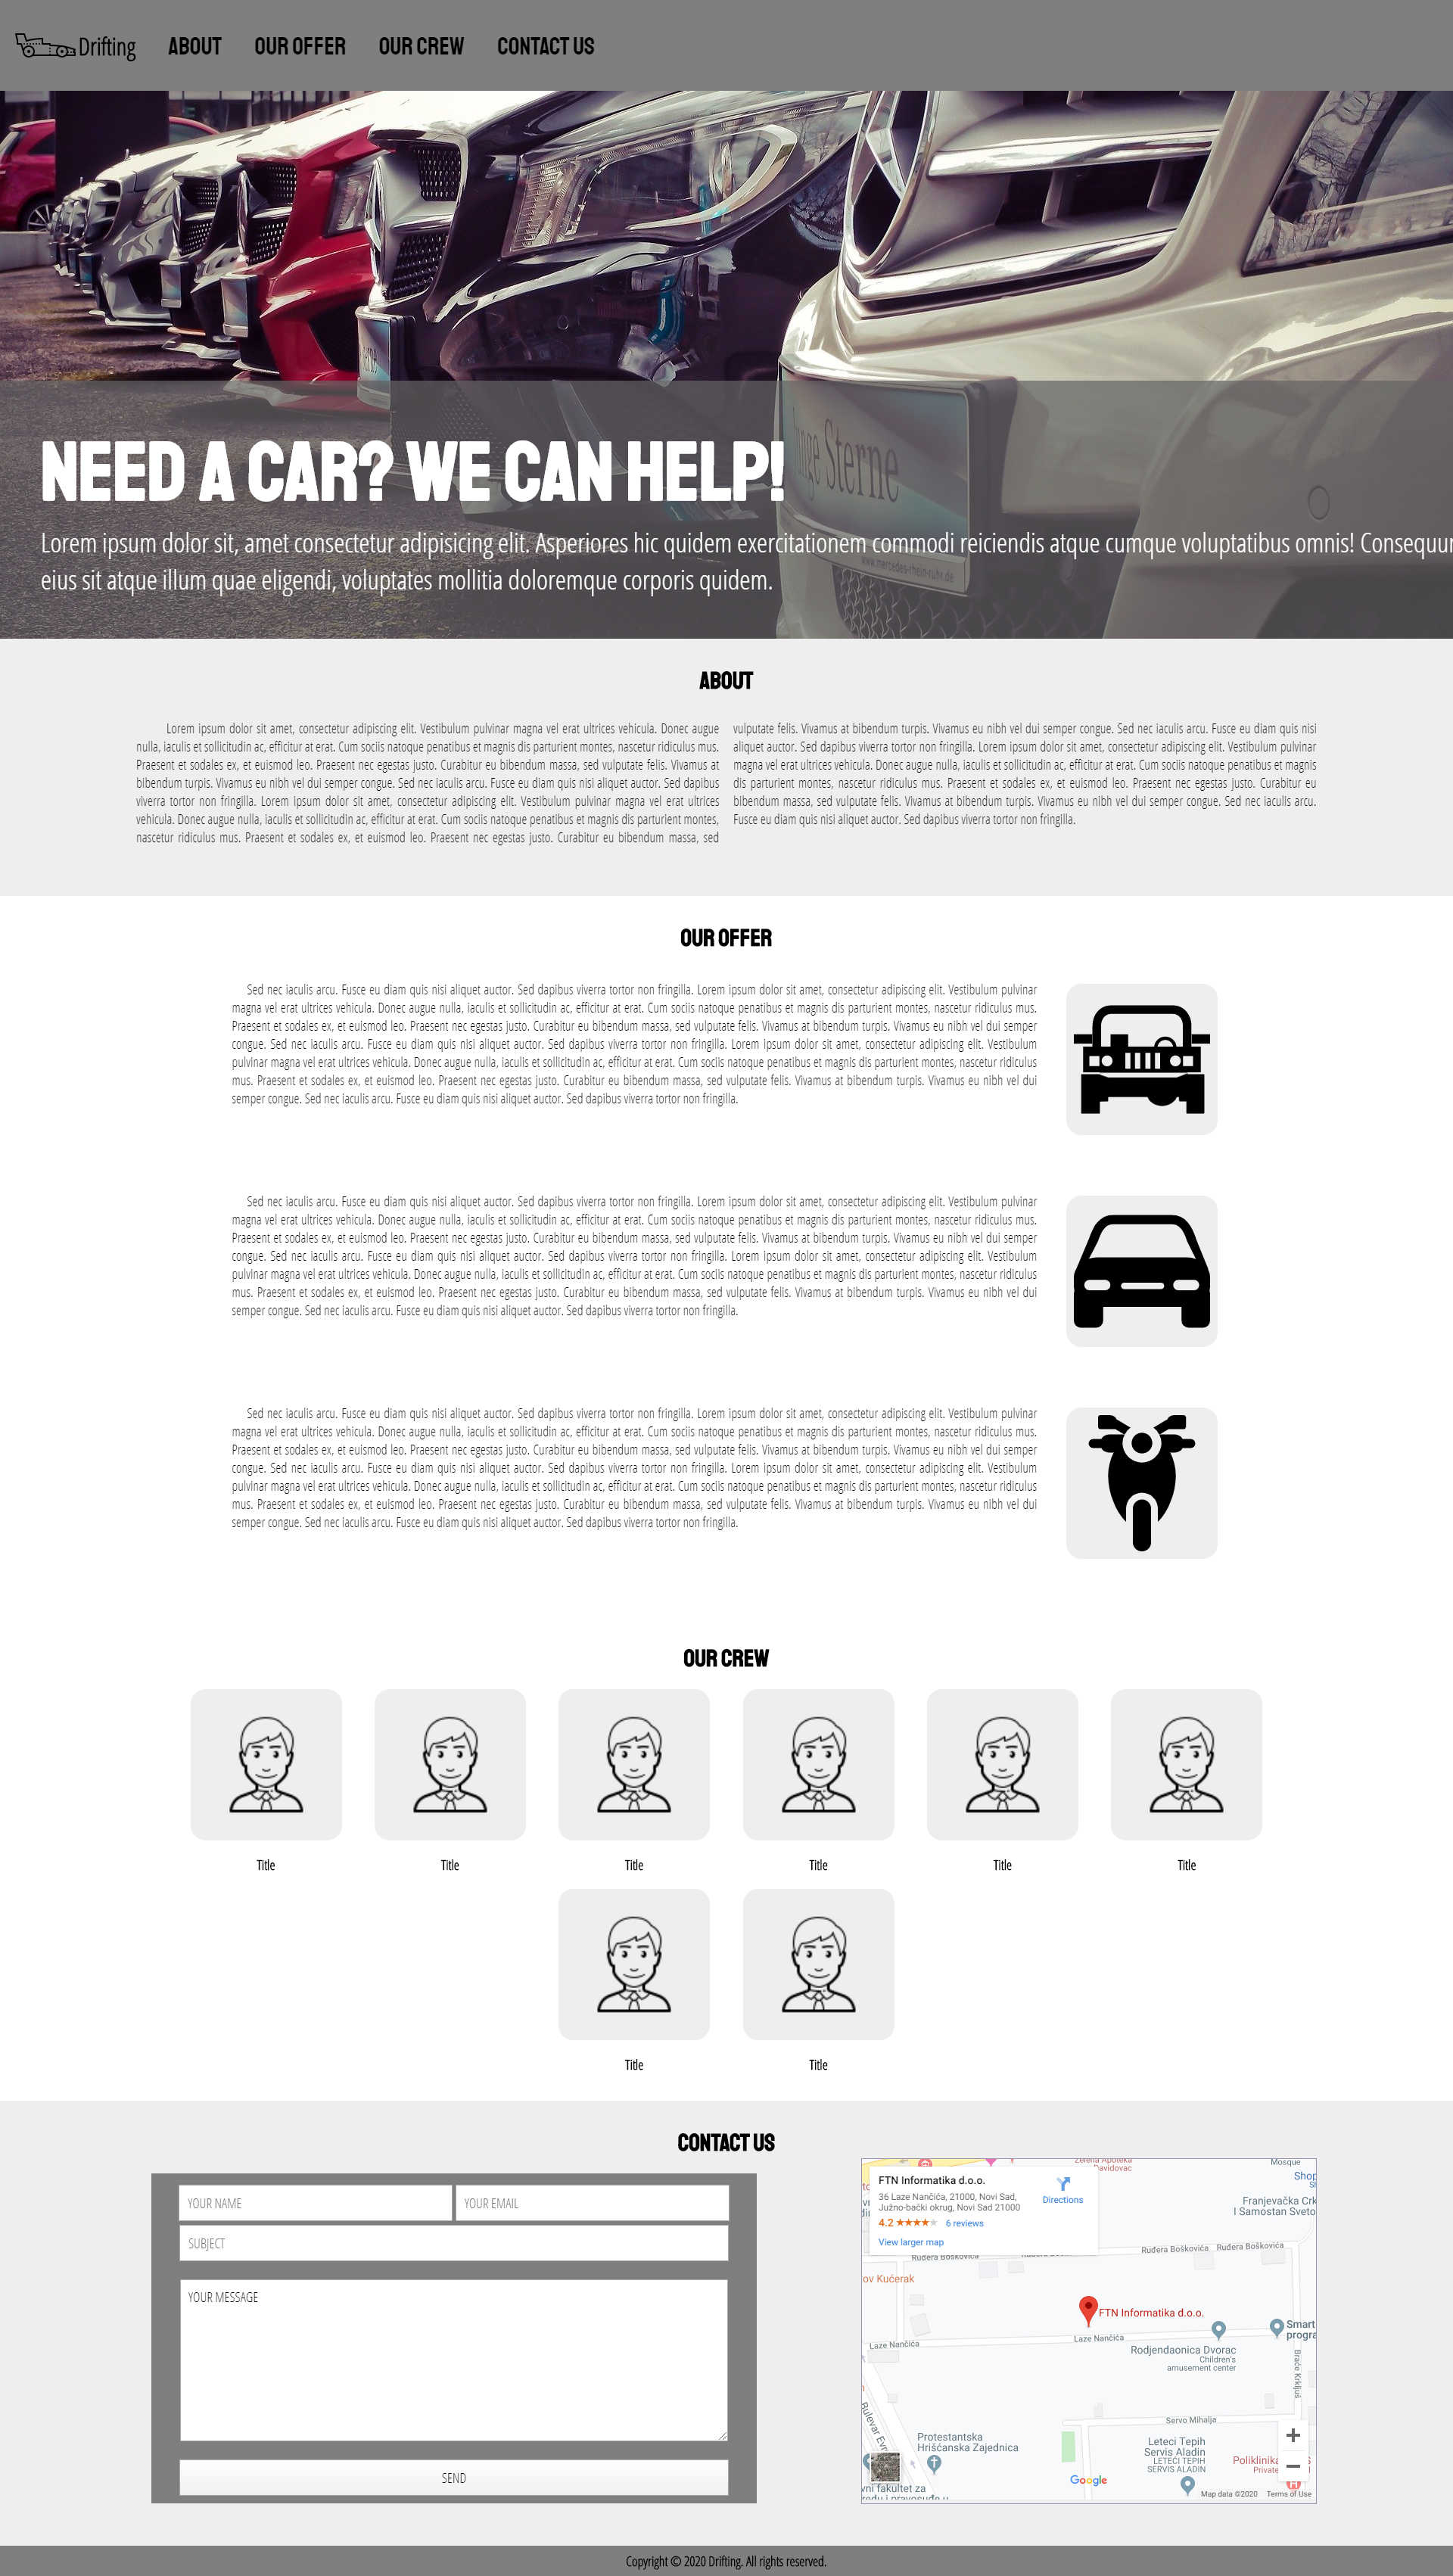 Drifting ABOUT OUR OFFER OUR CREW CONTACT US
Junge Sterne
www.mercedes-rhein-ruhr.de
NEED A CAR? WE CAN HELP!
Lorem ipsum dolor sit, amet consectetur adipisicing elit. Asperiores hic quidem exercitationem commodi reiciendis atque cumque voluptatibus omnis! Consequun
eius sit atque illum quae eligendi, voluptates mollitia doloremque corporis quidem.
ABOUT
Lorem ipsum dolor sit amet, consectetur adipiscing elit. Vestibulum pulvinar magna vel erat ultrices vehicula. Donec augue
nulla, iaculis et sollicitudin ac, efficitur at erat. Cum sociis natoque penatibus et magnis dis parturient montes, nascetur ridiculus mus.
Praesent et sodales ex, et euismod leo. Praesent nec egestas justo. Curabitur eu bibendum massa, sed vulputate felis. Vivamus at
bibendum turpis. Vivamus eu nibh vel dui semper congue. Sed nec iaculis arcu. Fusce eu diam quis nisi aliquet auctor. Sed dapibus
viverra tortor non fringilla. Lorem ipsum dolor sit amet, consectetur adipiscing elit. Vestibulum pulvinar magna vel erat ultrices
vehicula. Donec augue nulla, iaculis et sollicitudin ac, efficitur at erat. Cum sociis natoque penatibus et magnis dis parturient montes,
nascetur ridiculus mus. Praesent et sodales ex, et euismod leo. Praesent nec egestas justo. Curabitur eu bibendum massa, sed
vulputate felis. Vivamus at bibendum turpis. Vivamus eu nibh vel dui semper congue. Sed nec iaculis arcu. Fusce eu diam quis nisi
aliquet auctor. Sed dapibus viverra tortor non fringilla. Lorem ipsum dolor sit amet, consectetur adipiscing elit. Vestibulum pulvinar
magna vel erat ultrices vehicula. Donec augue nulla, iaculis et sollicitudin ac, efficitur at erat. Cum sociis natoque penatibus et magnis
dis parturient montes, nascetur ridiculus mus. Praesent et sodales ex, et euismod leo. Praesent nec egestas justo. Curabitur eu
bibendum massa, sed vulputate felis. Vivamus at bibendum turpis. Vivamus eu nibh vel dui semper congue. Sed nec iaculis arcu.
Fusce eu diam quis nisi aliquet auctor. Sed dapibus viverra tortor non fringilla.
OUR OFFER
Sed nec iaculis arcu. Fusce eu diam quis nisi aliquet auctor. Sed dapibus viverra tortor non fringilla. Lorem ipsum dolor sit amet, consectetur adipiscing elit. Vestibulum pulvinar
magna vel erat ultrices vehicula. Donec augue nulla, iaculis et sollicitudin ac, efficitur at erat. Cum sociis natoque penatibus et magnis dis parturient montes, nascetur ridiculus mus.
Praesent et sodales ex, et euismod leo. Praesent nec egestas justo. Curabitur eu bibendum massa, sed vulputate felis. Vivamus at bibendum turpis. Vivamus eu nibh vel dui semper
congue. Sed nec iaculis arcu. Fusce eu diam quis nisi aliquet auctor. Sed dapibus viverra tortor non fringilla. Lorem ipsum dolor sit amet, consectetur adipiscing elit. Vestibulum
pulvinar magna vel erat ultrices vehicula. Donec augue nulla, iaculis et sollicitudin ac, efficitur at erat. Cum sociis natoque penatibus et magnis dis parturient montes, nascetur ridiculus
mus. Praesent et sodales ex, et euismod leo. Praesent nec egestas justo. Curabitur eu bibendum massa, sed vulputate felis. Vivamus at bibendum turpis. Vivamus eu nibh vel dui
semper congue. Sed nec iaculis arcu. Fusce eu diam quis nisi aliquet auctor. Sed dapibus viverra tortor non fringilla.
Sed nec iaculis arcu. Fusce eu diam quis nisi aliquet auctor. Sed dapibus viverra tortor non fringilla. Lorem ipsum dolor sit amet, consectetur adipiscing elit. Vestibulum pulvinar
magna vel erat ultrices vehicula. Donec augue nulla, iaculis et sollicitudin ac, efficitur at erat. Cum sociis natoque penatibus et magnis dis parturient montes, nascetur ridiculus mus.
Praesent et sodales ex, et euismod leo. Praesent nec egestas justo. Curabitur eu bibendum massa, sed vulputate felis. Vivamus at bibendum turpis. Vivamus eu nibh vel dui semper
congue. Sed nec iaculis arcu. Fusce eu diam quis nisi aliquet auctor. Sed dapibus viverra tortor non fringilla. Lorem ipsum dolor sit amet, consectetur adipiscing elit. Vestibulum
pulvinar magna vel erat ultrices vehicula. Donec augue nulla, iaculis et sollicitudin ac, efficitur at erat. Cum sociis natoque penatibus et magnis dis parturient montes, nascetur ridiculus
mus. Praesent et sodales ex, et euismod leo. Praesent nec egestas justo. Curabitur eu bibendum massa, sed vulputate felis. Vivamus at bibendum turpis. Vivamus eu nibh vel dui
semper congue. Sed nec iaculis arcu. Fusce eu diam quis nisi aliquet auctor. Sed dapibus viverra tortor non fringilla.
Sed nec iaculis arcu. Fusce eu diam quis nisi aliquet auctor. Sed dapibus viverra tortor non fringilla. Lorem ipsum dolor sit amet, consectetur adipiscing elit. Vestibulum pulvinar
magna vel erat ultrices vehicula. Donec augue nulla, iaculis et sollicitudin ac, efficitur at erat. Cum sociis natoque penatibus et magnis dis parturient montes, nascetur ridiculus mus.
Praesent et sodales ex, et euismod leo. Praesent nec egestas justo. Curabitur eu bibendum massa, sed vulputate felis. Vivamus at bibendum turpis. Vivamus eu nibh vel dui semper
congue. Sed nec iaculis arcu. Fusce eu diam quis nisi aliquet auctor. Sed dapibus viverra tortor non fringilla. Lorem ipsum dolor sit amet, consectetur adipiscing elit. Vestibulum
pulvinar magna vel erat ultrices vehicula. Donec augue nulla, iaculis et sollicitudin ac, efficitur at erat. Cum sociis natoque penatibus et magnis dis parturient montes, nascetur ridiculus
mus. Praesent et sodales ex, et euismod leo. Praesent nec egestas justo. Curabitur eu bibendum massa, sed vulputate felis. Vivamus at bibendum turpis. Vivamus eu nibh vel dui
semper congue. Sed nec iaculis arcu. Fusce eu diam quis nisi aliquet auctor. Sed dapibus viverra tortor non fringilla.
OUR CREW
Title Title Title Title Title Title
Title Title
CONTACT US
YOUR NAME YOUR EMAIL
SUBJECT
YOUR MESSAGE
SEND
Zelena Apoteka
Davidovac
Mosque
Shop
FTN Informatika d.o.o.
36 Laze Nančića, 21000, Novi Sad,
Južno-bački okrug, Novi Sad 21000
4.2 6 reviews
View larger map
Directions
Franjevačka Crk
I Samostan Sveto
Ruđera Boškovića
Ruđera Boškovića Ruđera Boškovića
ov Kućerak
FTN Informatika d.o.o.
Laze Nančića
Laze Nančića
Smart
progra
Rodjendaonica Dvorac
Children's
amusement center
Braće Krkljuš
Bulevar Evr
Servo Mihalja
Protestantska
Hrišćanska Zajednica
Leteci Tepih
Servis Aladin
LETEĆI TEPIH
SERVIS ALADIN
Poliklinika
Private
vni fakultet za
redu i pravosuđe u
Google
Map data ©2020 Terms of Use
Copyright © 2020 Drifting. All rights reserved.